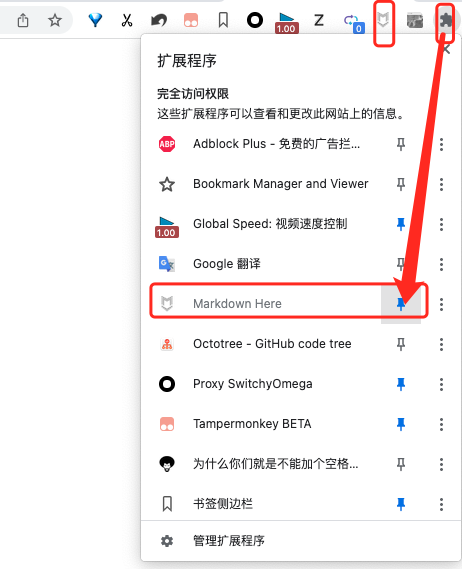 1.00
Z
0
扩展程序
完全访问权限
这些扩展程序可以查看和更改此网站上的信息。
ABP Adblock Plus - 免费的广告拦...
Bookmark Manager and Viewer
1.00 Global Speed: 视频速度控制
Google 翻译
Markdown Here
Octotree - GitHub code tree
Proxy SwitchyOmega
Tampermonkey BETA
为什么你们就是不能加个空格...
书签侧边栏
管理扩展程序